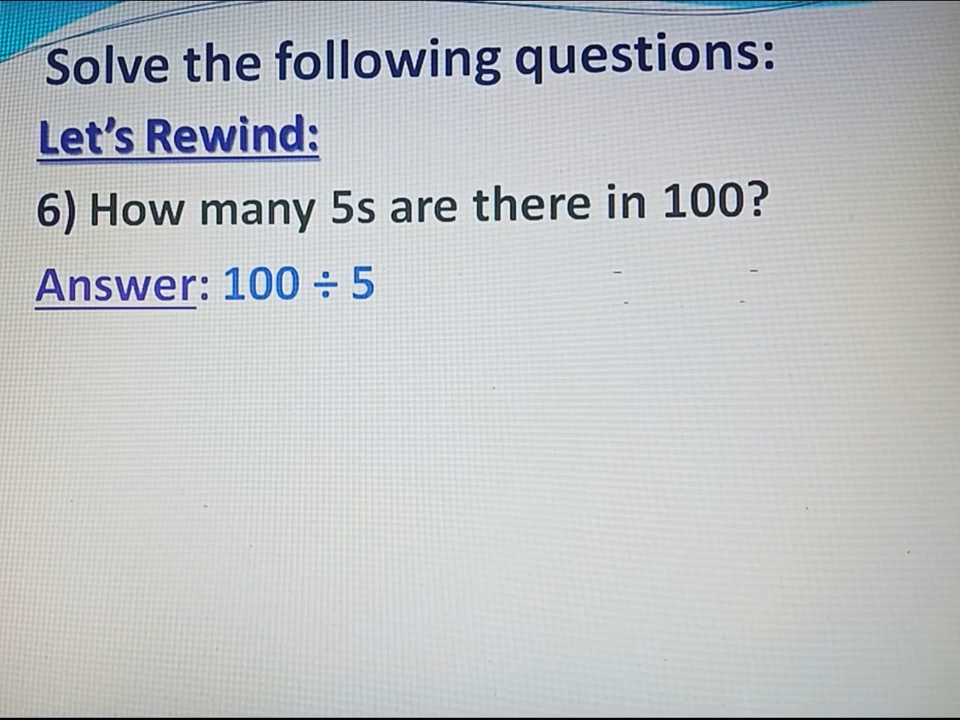 Solve the following questions:
Let's Rewind:
6) How many 5s are there in 100?
Answer: 100 ÷ 5